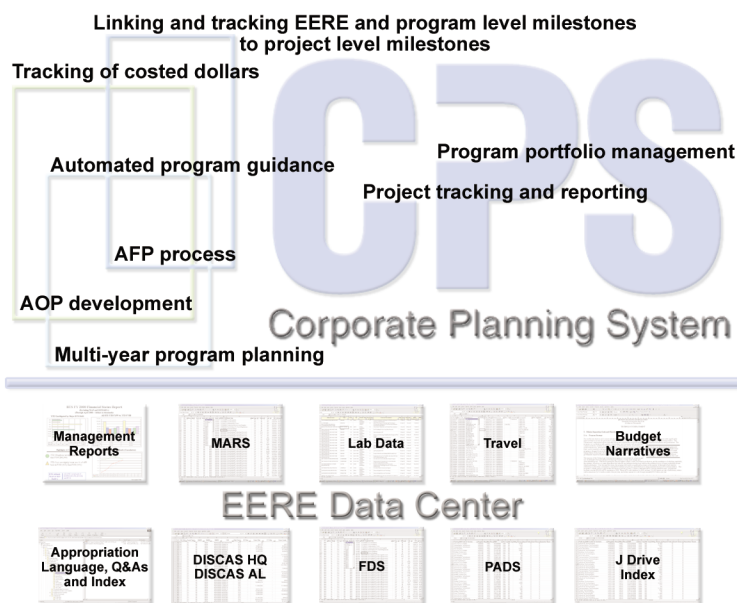 Linking and tracking EERE and program level milestones
to project level milestones
Tracking of costed dollars
CPS
Program portfolio management
Automated program guidance
Project tracking and reporting
AFP process
AOP development
Corporate Planning System
Multi-year program planning
Management
Reports
MARS
Lab Data
Travel
Budget
Narratives
EERE Data Center
Appropriation
Language, Q&As
and Index
DISCAS HQ
DISCAS AL
FDS
PADS
J Drive
Index